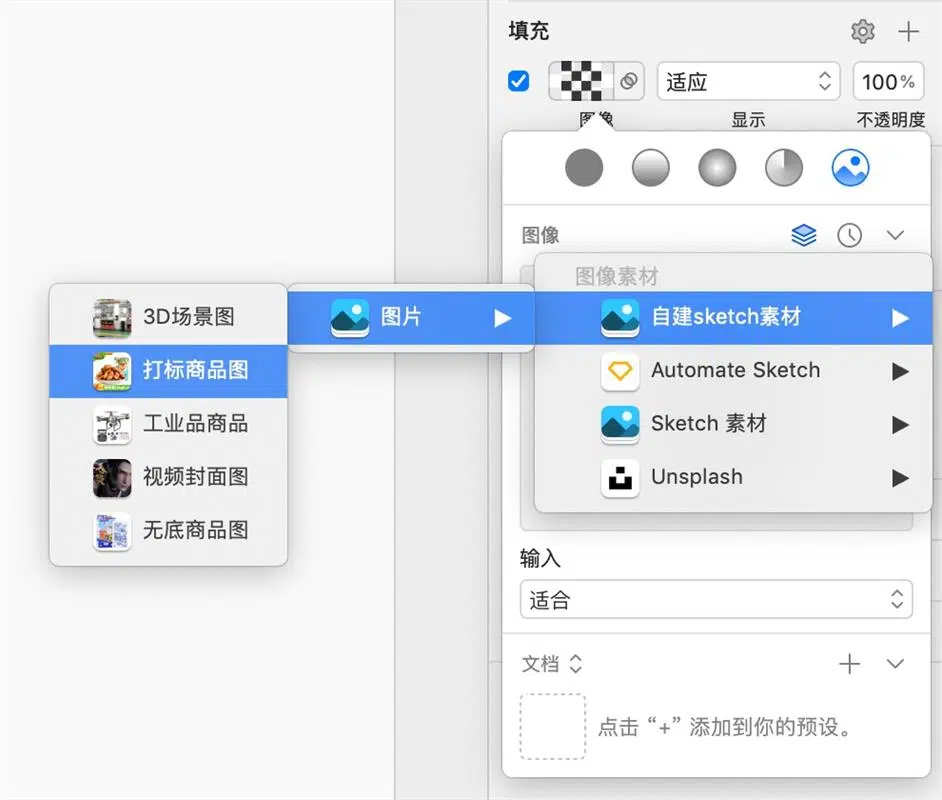 填充
适应
100%
图像
显示
不透明度
图像
图像素材
自建sketch素材
Automate Sketch
Sketch 素材
Unsplash
图片
3D场景图
打标商品图
工业品商品
视频封面图
无底商品图
输入
适合
文档
点击“+”添加到你的预设。